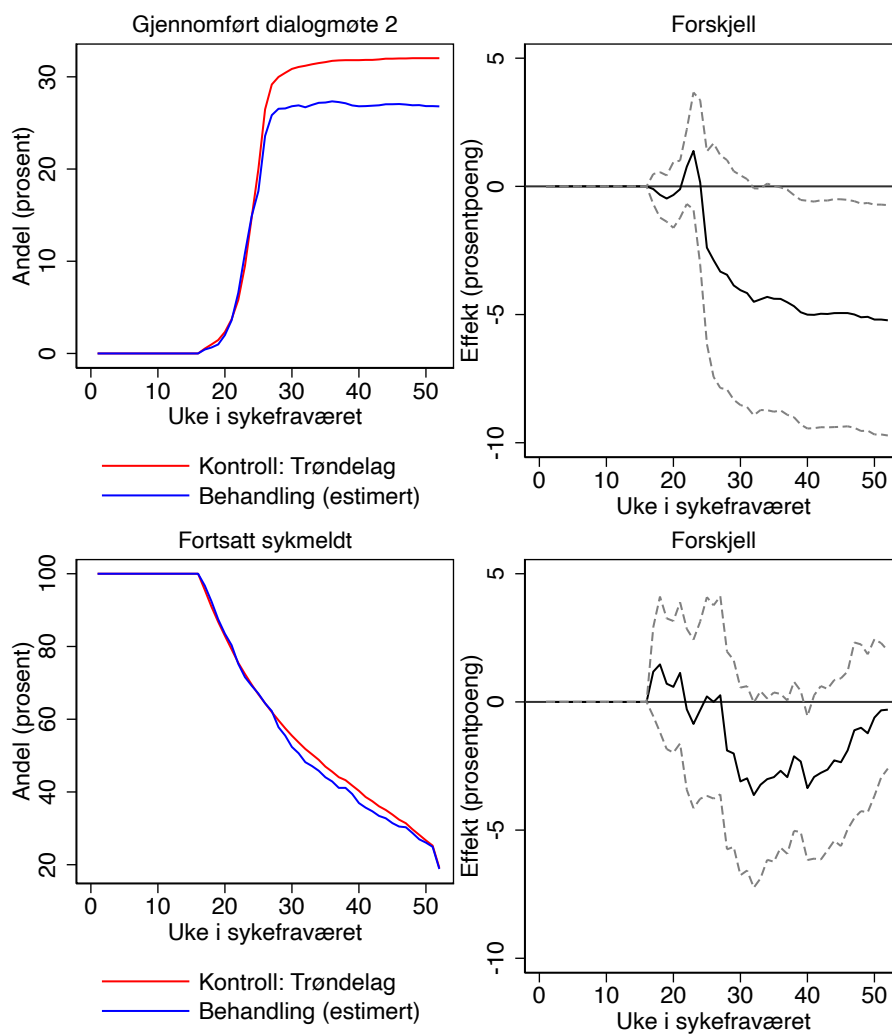 Gjennomført dialogmøte 2
Andel (prosent)
30
20
10
0
0 10 20 30 40 50
Uke i sykefraværet
Kontroll: Trøndelag
Behandling (estimert)
Forskjell
Effekt (prosentpoeng)
5
0
-5
-10
0 10 20 30 40 50
Uke i sykefraværet
Fortsatt sykmeldt
Andel (prosent)
100
80
60
40
20
0 10 20 30 40 50
Uke i sykefraværet
Kontroll: Trøndelag
Behandling (estimert)
Forskjell
Effekt (prosentpoeng)
5
0
-5
-10
0 10 20 30 40 50
Uke i sykefraværet